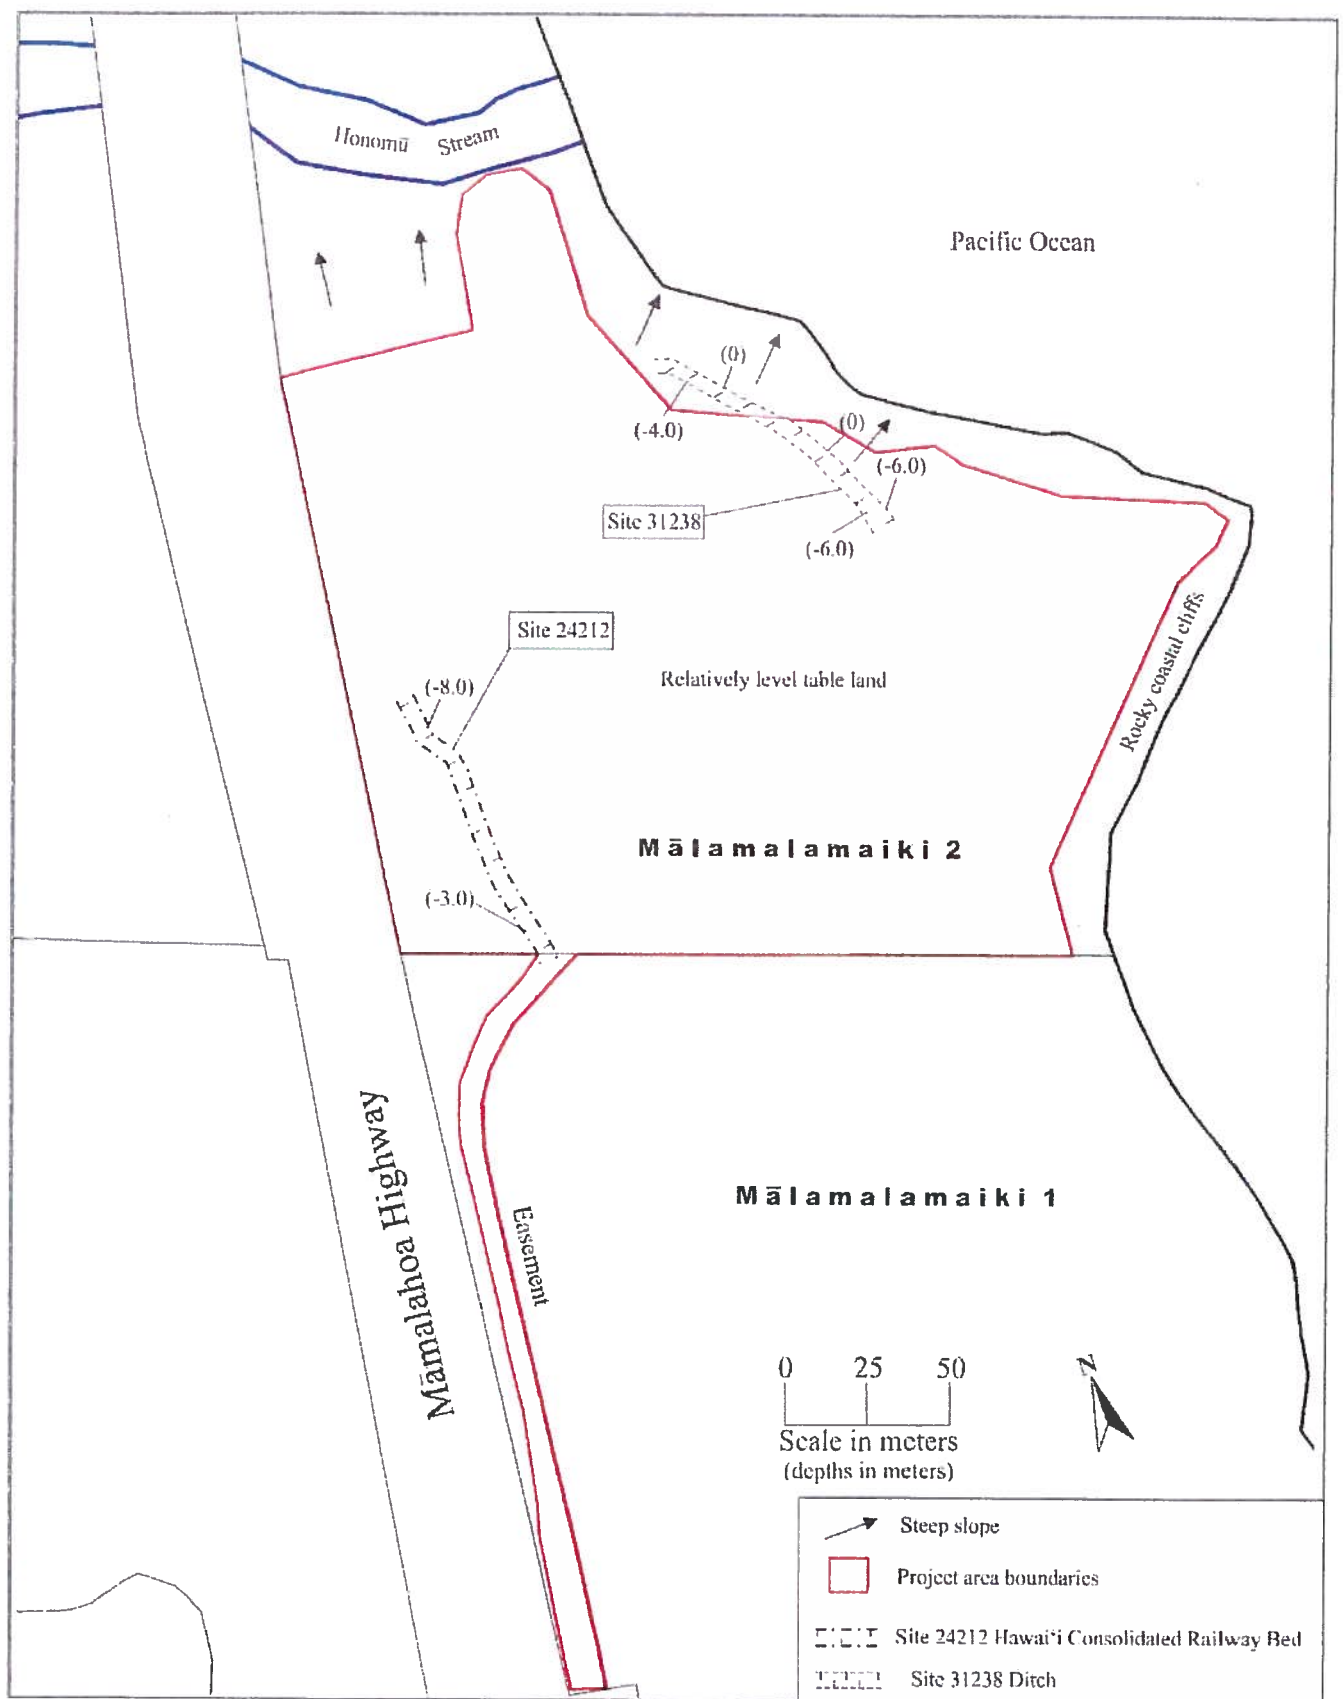 Honomū Stream
Pacific Ocean
(0)
(-4.0)
(0)
(-6.0)
Site 31238
(-6.0)
Site 24212
(-8.0)
Relatively level table land
Rocky coastal cliffs
Mālamalamaiki 2
(-3.0)
Māmalahoa Highway
Easement
Mālamalamaiki 1
N
0 25 50
Scale in meters
(depths in meters)
Steep slope
Project area boundaries
Site 24212 Hawai‘i Consolidated Railway Bed
Site 31238 Ditch